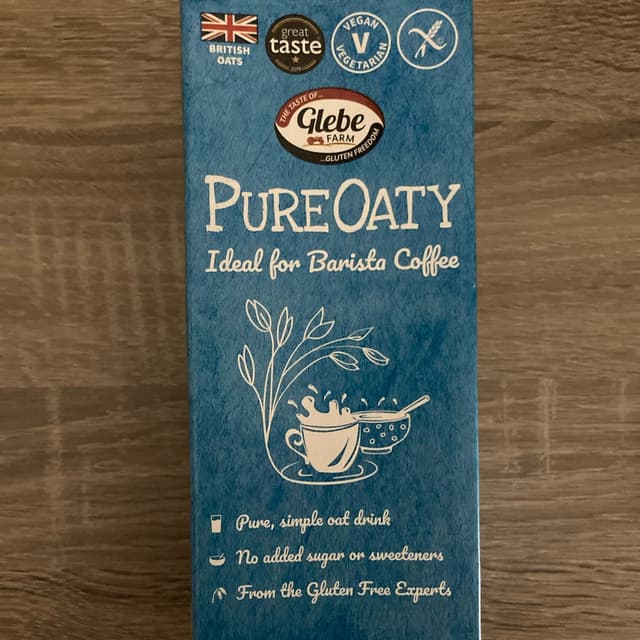 BRITISH
OATS
great
taste
2019
VEGAN
V
VEGETARIAN
THE TASTE OF...
Glebe
FARM
...GLUTEN FREEDOM
PUREOATY
Ideal for Barista Coffee
Pure, simple oat drink
No added sugar or sweeteners
From the Gluten Free Experts